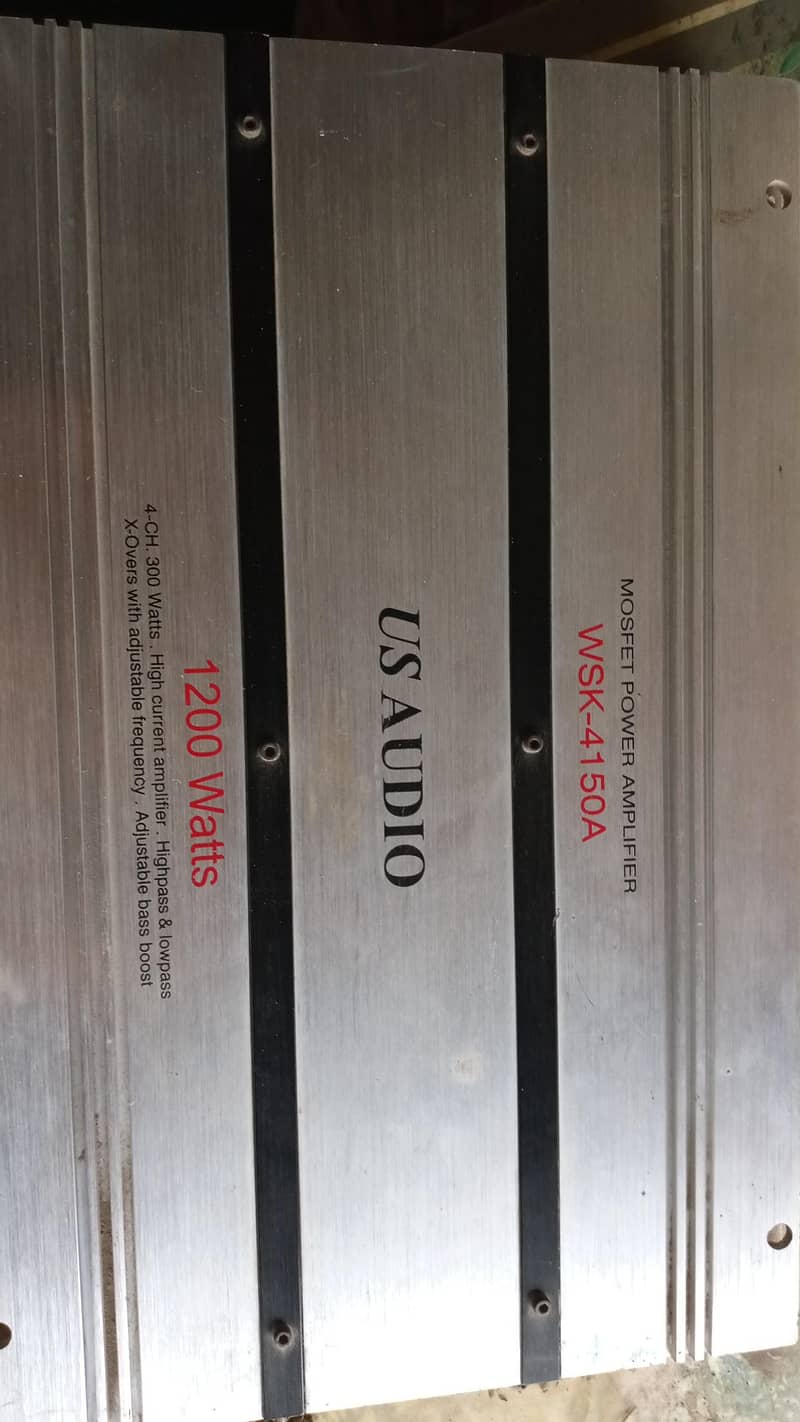 MOSFET POWER AMPLIFIER
WSK-4150A
US AUDIO
1200 Watts
4-CH. 300 Watts . High current amplifier . Highpass & lowpass
X-Overs with adjustable frequency . Adjustable bass boost